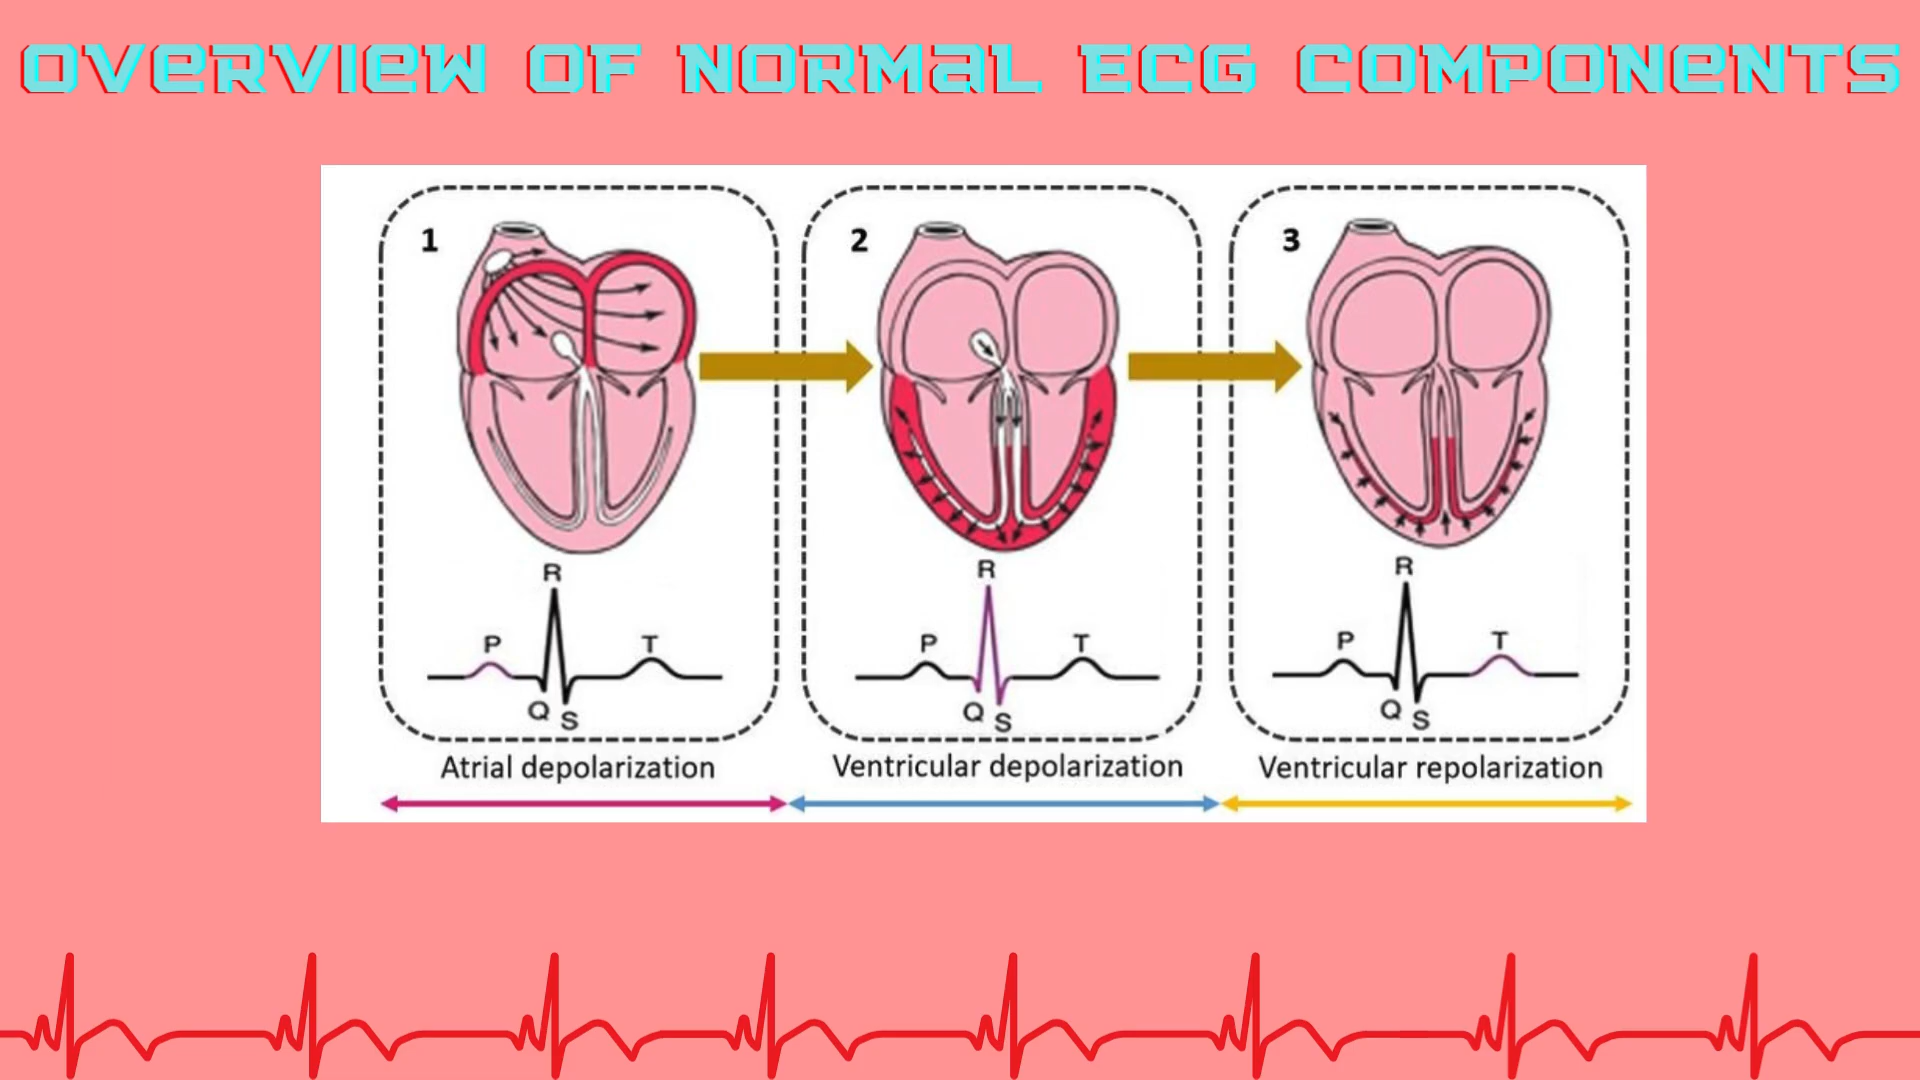 OVERVIEW OF NORMAL ECG COMPONENTS
1
R
P
T
Q
S
Atrial depolarization
2
R
P
T
Q
S
Ventricular depolarization
3
R
P
T
Q
S
Ventricular repolarization